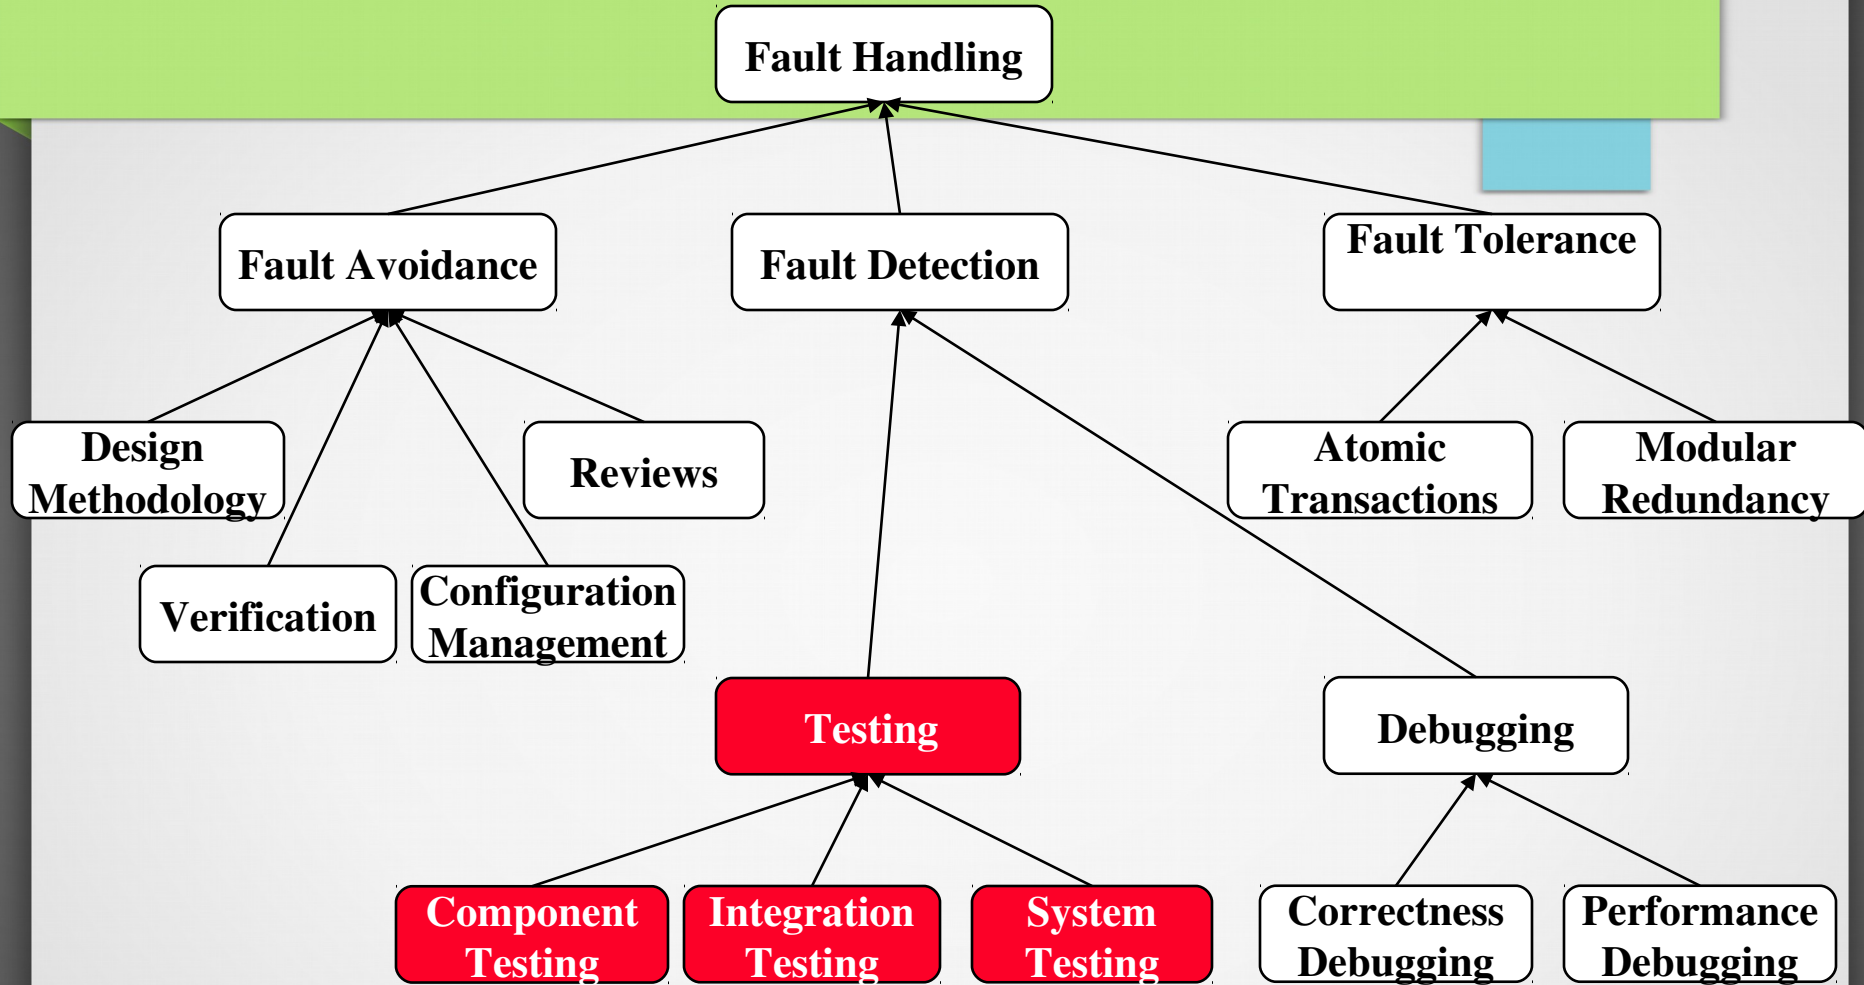 Fault Handling
Fault Avoidance
Fault Detection
Fault Tolerance
Design
Methodology
Reviews
Atomic
Transactions
Modular
Redundancy
Verification
Configuration
Management
Testing
Debugging
Component
Testing
Integration
Testing
System
Testing
Correctness
Debugging
Performance
Debugging